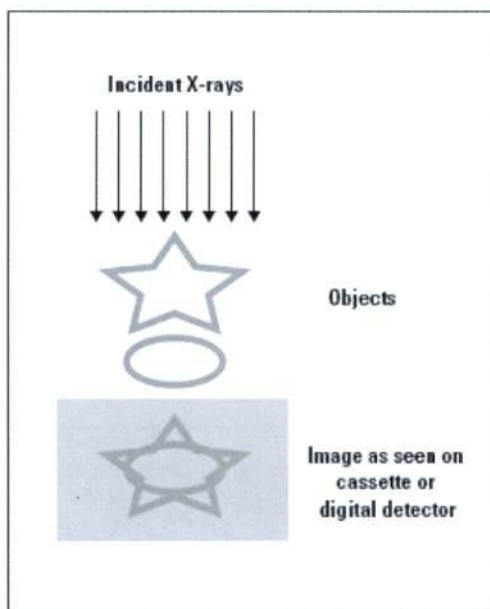 Incident X-rays
Objects
Image as seen on
cassette or
digital detector